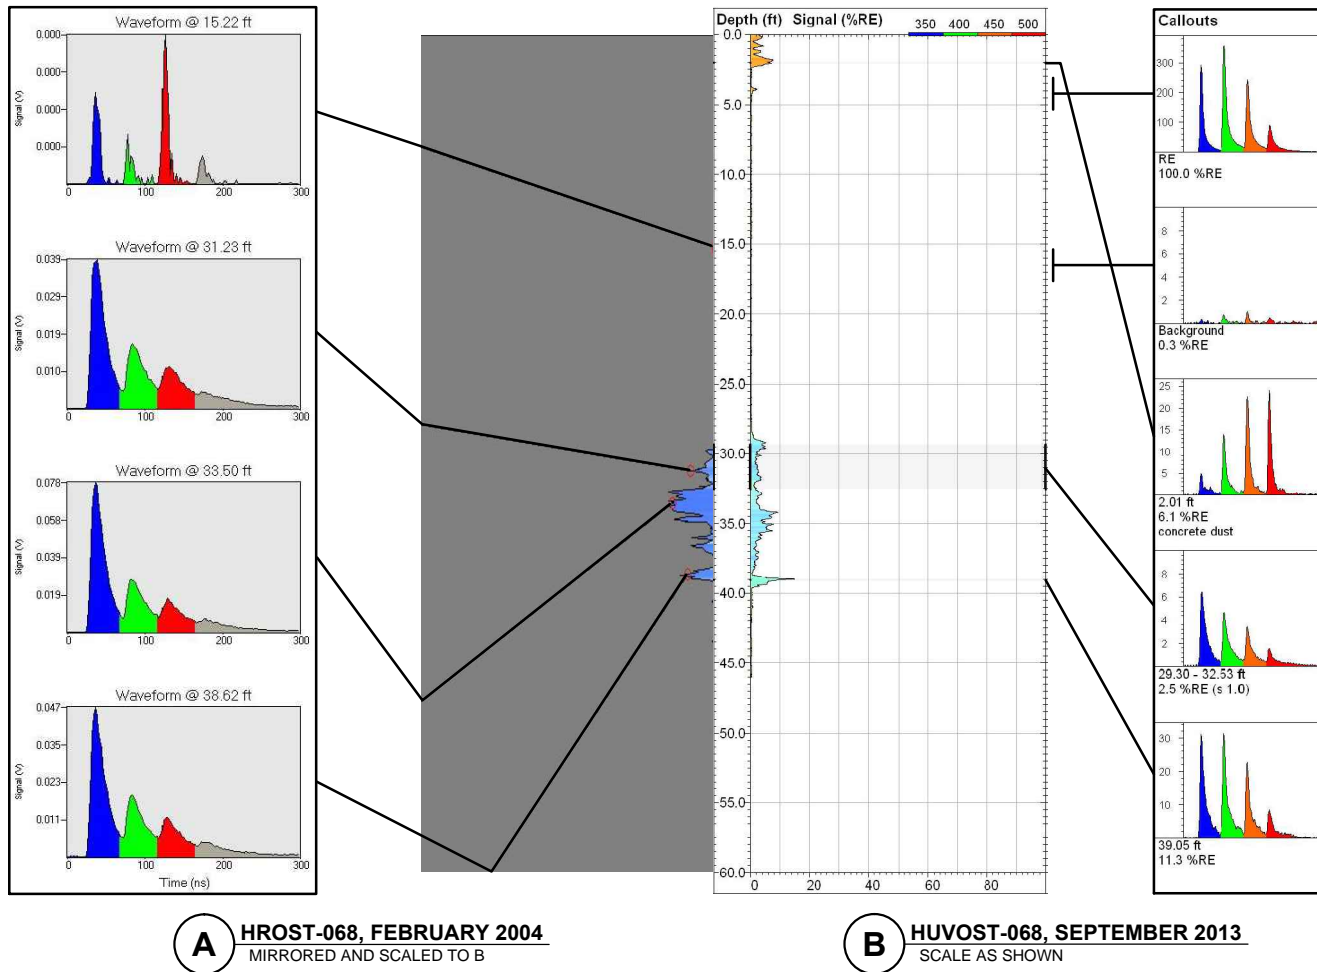 Waveform @ 15.22 ft
0.000
0.000
0.000
0.000
Signal (V)
0 100 200 300
Waveform @ 31.23 ft
0.039
0.029
0.019
0.010
Signal (V)
0 100 200 300
Waveform @ 33.50 ft
0.078
0.058
0.039
0.019
Signal (V)
0 100 200 300
Waveform @ 38.62 ft
0.047
0.035
0.023
0.011
Signal (V)
0 100 200 300
Time (ns)
Depth (ft) Signal (%RE) 350 400 450 500
0.0
5.0
10.0
15.0
20.0
25.0
30.0
35.0
40.0
45.0
50.0
55.0
60.0
0 20 40 60 80
Callouts
300
200
100
RE
100.0 %RE
8
6
4
2
Background
0.3 %RE
25
20
15
10
5
2.01 ft
6.1 %RE
concrete dust
8
6
4
2
29.30 - 32.53 ft
2.5 %RE (s 1.0)
30
20
10
39.05 ft
11.3 %RE
A HROST-068, FEBRUARY 2004
MIRRORED AND SCALED TO B
B HUVOST-068, SEPTEMBER 2013
SCALE AS SHOWN